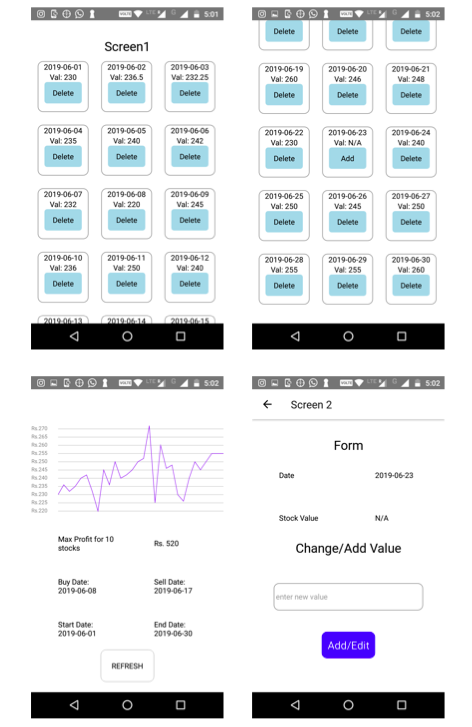 5:01
Screen1
2019-06-01 2019-06-02 2019-06-03
Val: 230 Val: 236.5 Val: 232.25
Delete Delete Delete
2019-06-04 2019-06-05 2019-06-06
Val: 235 Val: 240 Val: 242
Delete Delete Delete
2019-06-07 2019-06-08 2019-06-09
Val: 232 Val: 220 Val: 245
Delete Delete Delete
2019-06-10 2019-06-11 2019-06-12
Val: 236 Val: 250 Val: 240
Delete Delete Delete
2019-06-13 2019-06-14 2019-06-15
5:02
Delete Delete Delete
2019-06-19 2019-06-20 2019-06-21
Val: 260 Val: 246 Val: 248
Delete Delete Delete
2019-06-22 2019-06-23 2019-06-24
Val: 230 Val: N/A Val: 240
Delete Add Delete
2019-06-25 2019-06-26 2019-06-27
Val: 250 Val: 245 Val: 250
Delete Delete Delete
2019-06-28 2019-06-29 2019-06-30
Val: 255 Val: 255 Val: 260
Delete Delete Delete
5:02
Rs.270
Rs.265
Rs.260
Rs.255
Rs.250
Rs.245
Rs.240
Rs.235
Rs.230
Rs.225
Rs.220
Max Profit for 10
stocks
Rs. 520
Buy Date:
2019-06-08
Sell Date:
2019-06-17
Start Date:
2019-06-01
End Date:
2019-06-30
REFRESH
5:02
Screen 2
Form
Date 2019-06-23
Stock Value N/A
Change/Add Value
enter new value
Add/Edit